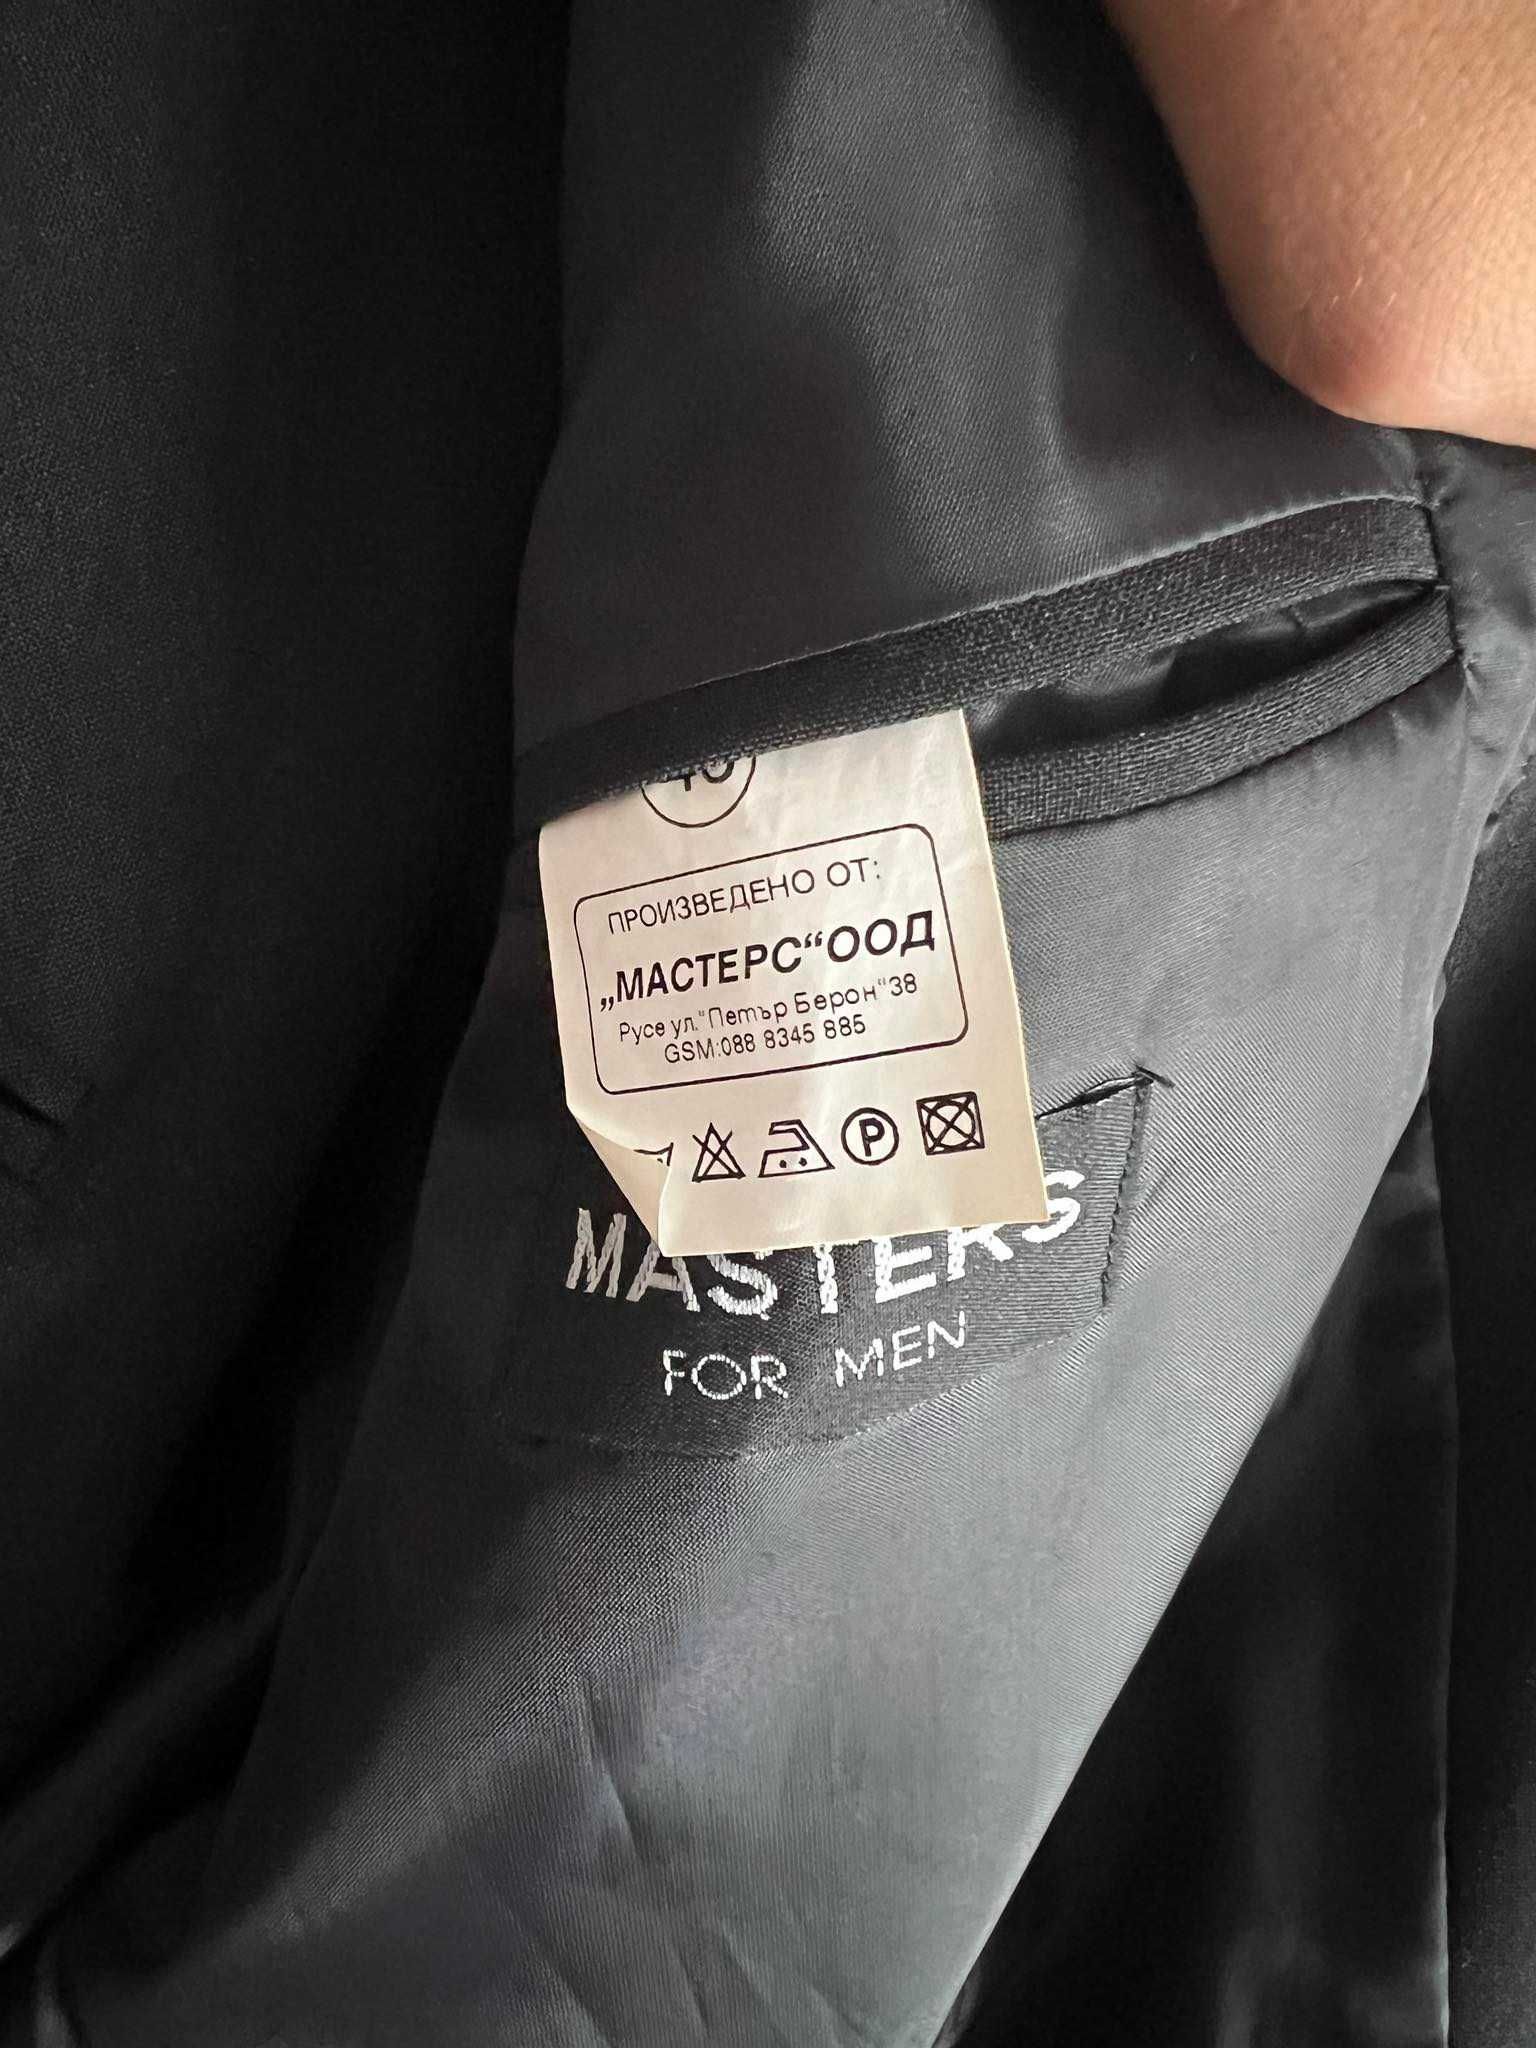 ПРОИЗВЕДЕНО ОТ:
„МАСТЕРС“ООД
Русе ул."Петър Берон"38
GSM:088 8345 885
P
MASTERS
FOR MEN